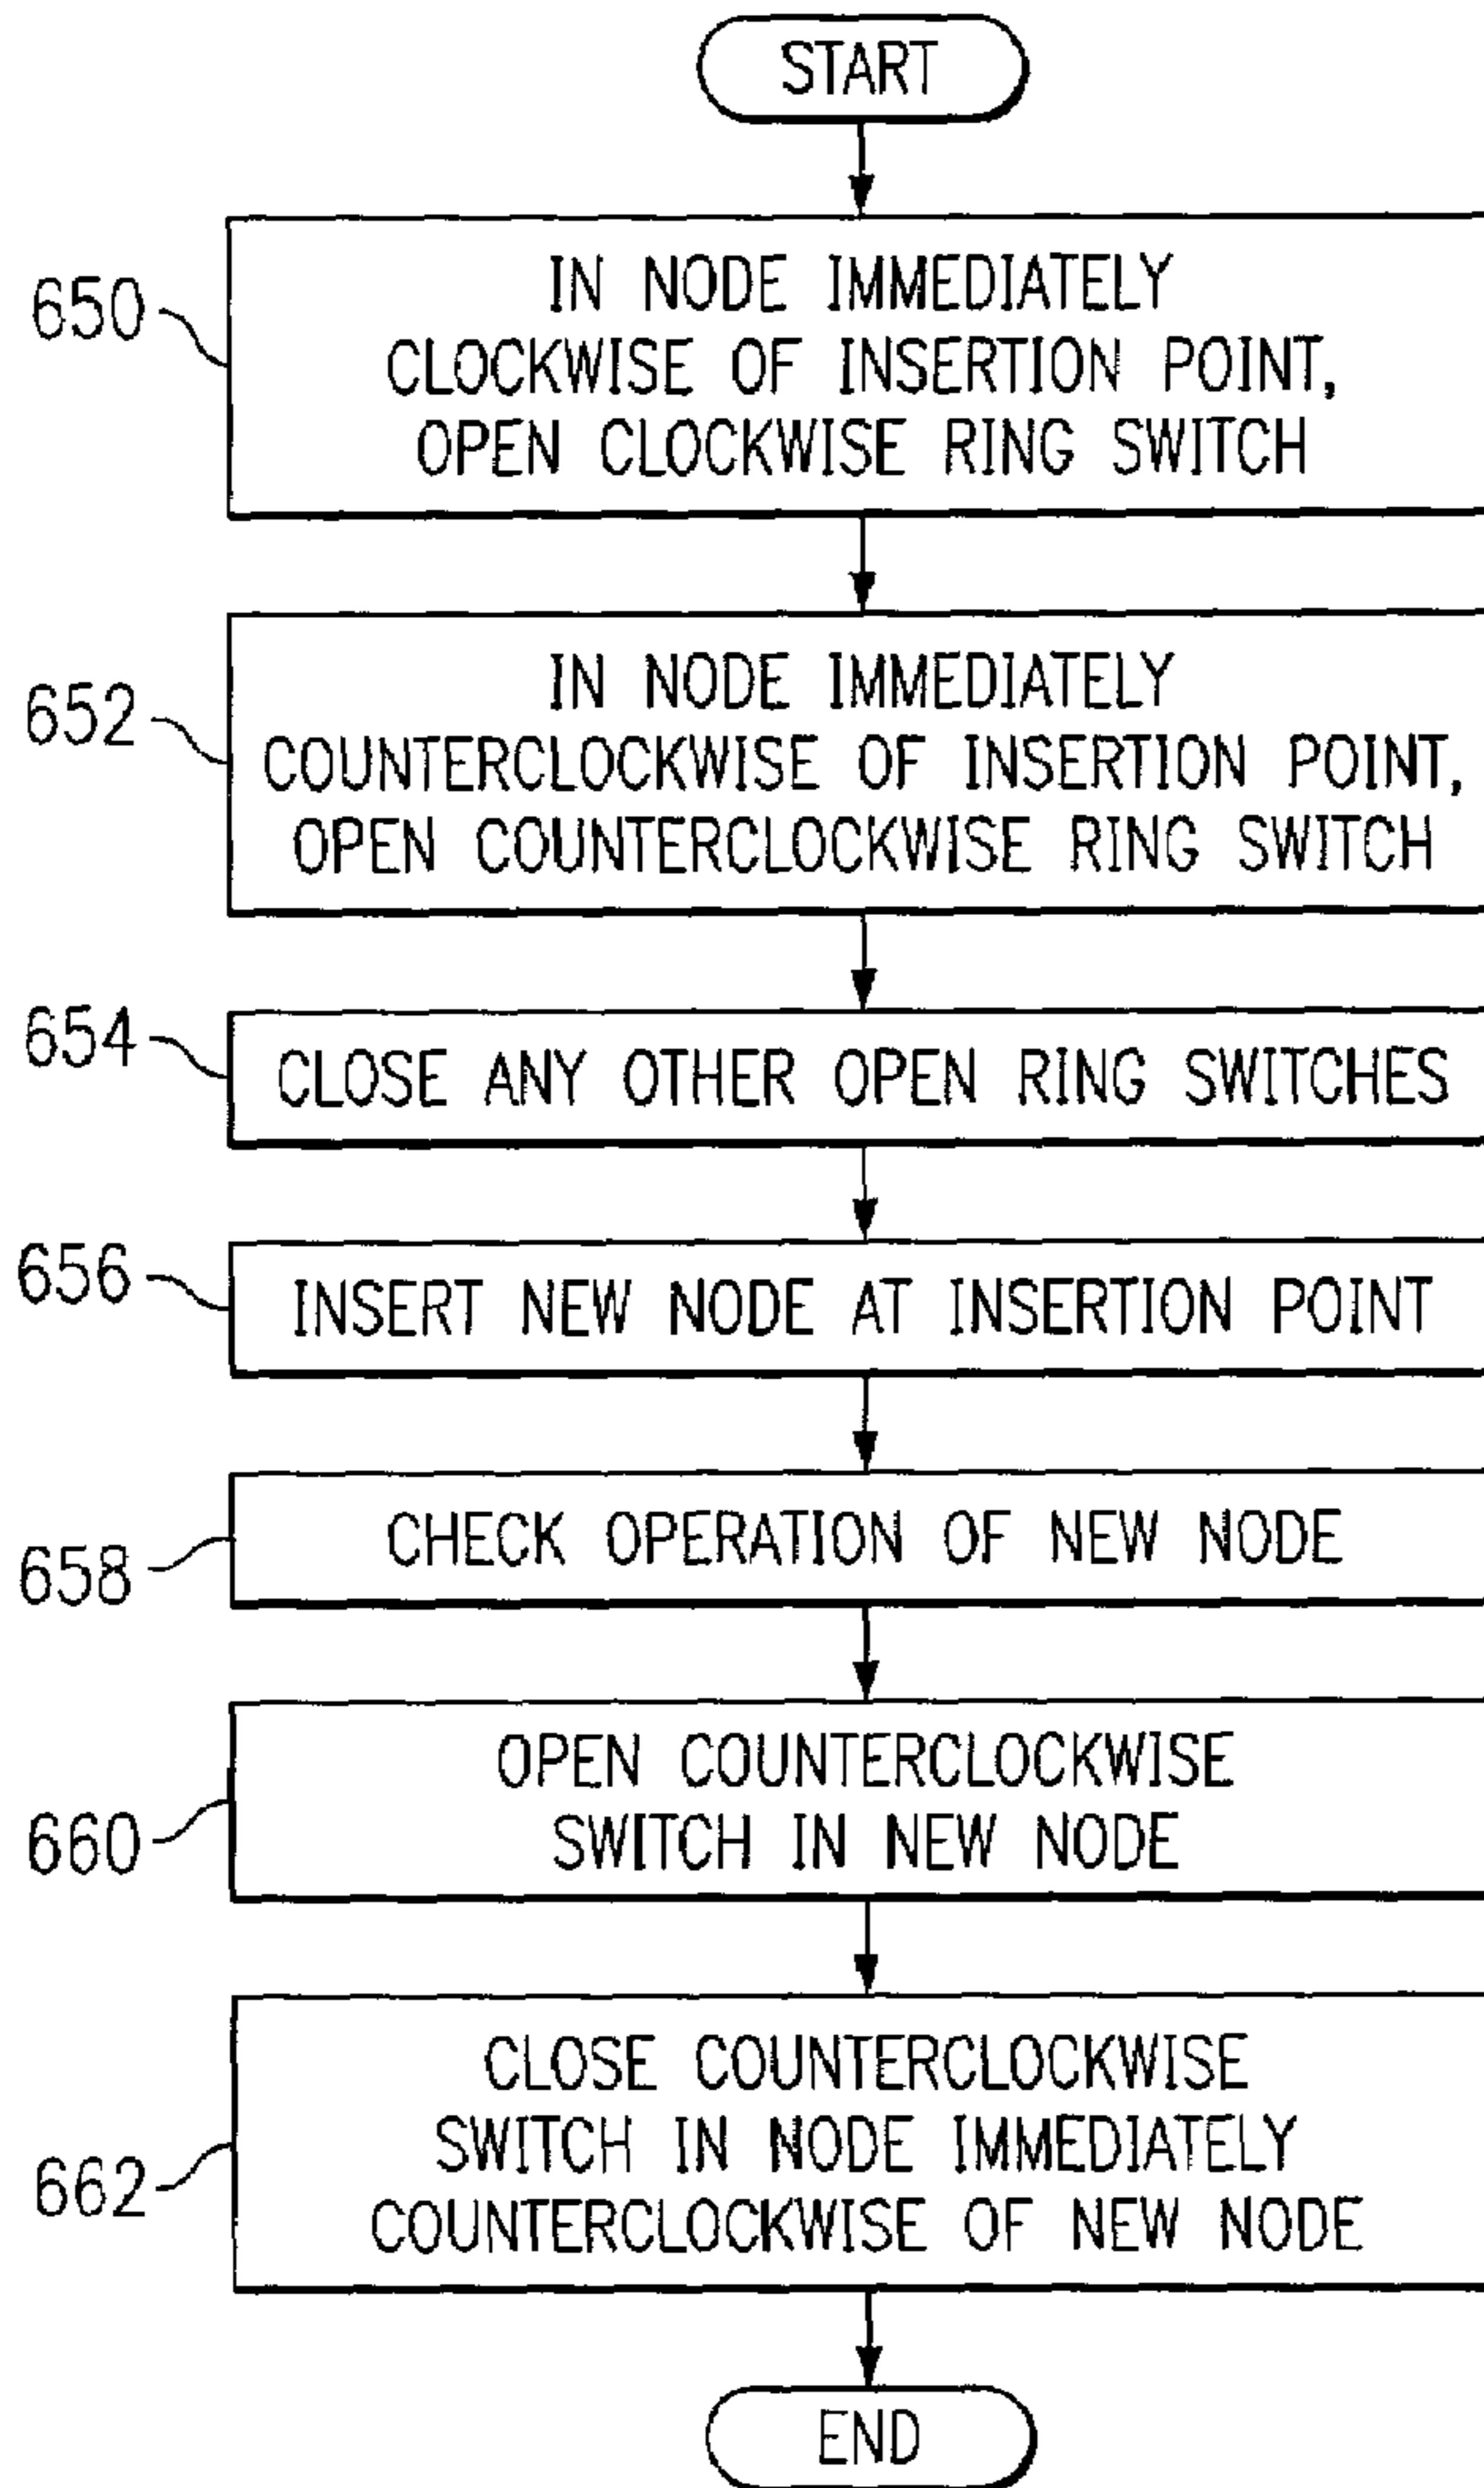 START
650
IN NODE IMMEDIATELY
CLOCKWISE OF INSERTION POINT,
OPEN CLOCKWISE RING SWITCH
652
IN NODE IMMEDIATELY
COUNTERCLOCKWISE OF INSERTION POINT,
OPEN COUNTERCLOCKWISE RING SWITCH
654
CLOSE ANY OTHER OPEN RING SWITCHES
656
INSERT NEW NODE AT INSERTION POINT
658
CHECK OPERATION OF NEW NODE
660
OPEN COUNTERCLOCKWISE
SWITCH IN NEW NODE
662
CLOSE COUNTERCLOCKWISE
SWITCH IN NODE IMMEDIATELY
COUNTERCLOCKWISE OF NEW NODE
END